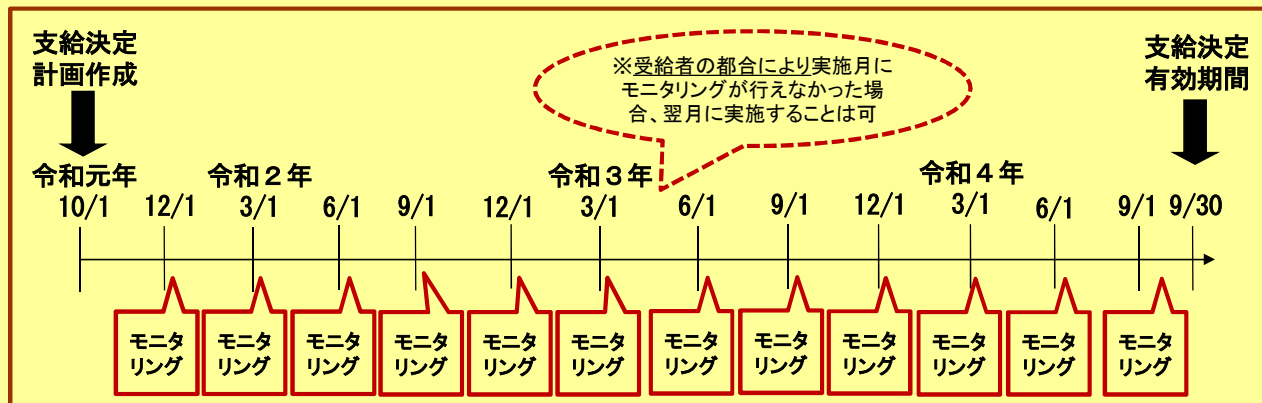 支給決定
計画作成
※受給者の都合により実施月に
モニタリングが行えなかった場
合、翌月に実施することは可
支給決定
有効期間
令和元年 令和２年 令和３年 令和４年
10/1 12/1 3/1 6/1 9/1 12/1 3/1 6/1 9/1 12/1 3/1 6/1 9/1 9/30
モニタ
リング
モニタ
リング
モニタ
リング
モニタ
リング
モニタ
リング
モニタ
リング
モニタ
リング
モニタ
リング
モニタ
リング
モニタ
リング
モニタ
リング
モニタ
リング